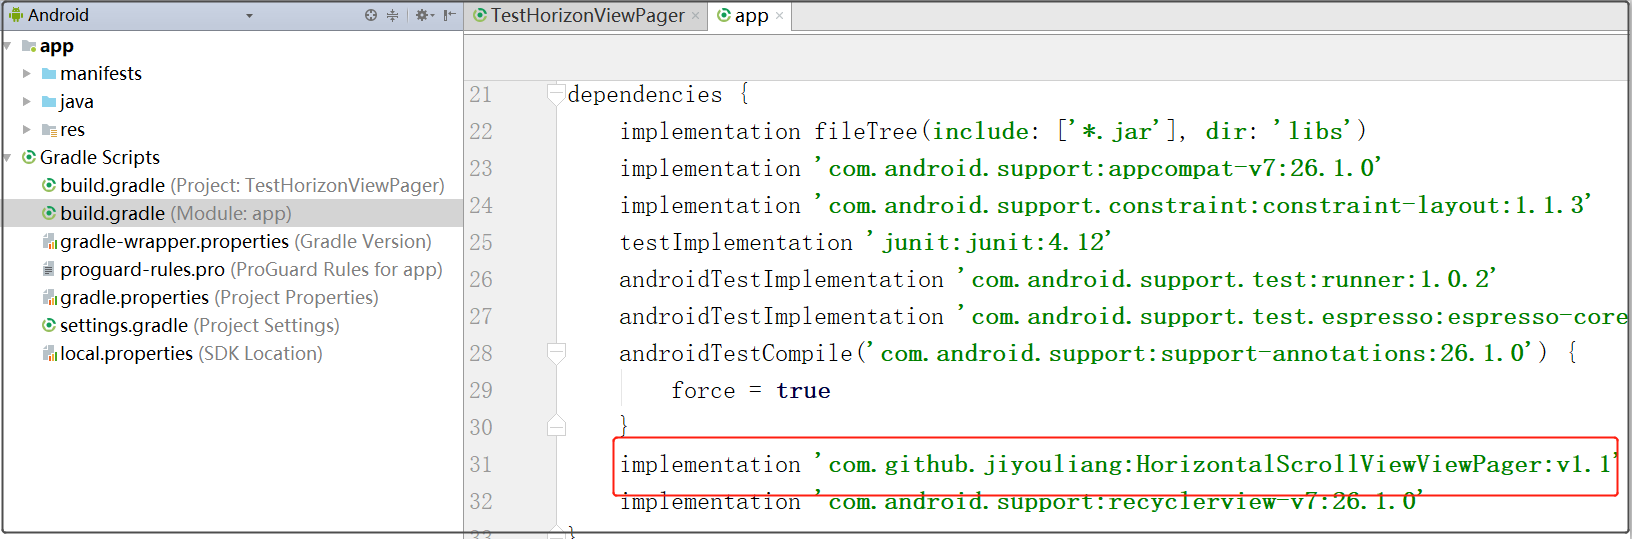 Android
app
manifests
java
res
Gradle Scripts
build.gradle (Project: TestHorizonViewPager)
build.gradle (Module: app)
gradle-wrapper.properties (Gradle Version)
proguard-rules.pro (ProGuard Rules for app)
gradle.properties (Project Properties)
settings.gradle (Project Settings)
local.properties (SDK Location)
TestHorizonViewPager × app ×
21 dependencies {
22 implementation fileTree(include: ['*.jar'], dir: 'libs')
23 implementation 'com.android.support:appcompat-v7:26.1.0'
24 implementation 'com.android.support.constraint:constraint-layout:1.1.3'
25 testImplementation 'junit:junit:4.12'
26 androidTestImplementation 'com.android.support.test:runner:1.0.2'
27 androidTestImplementation 'com.android.support.test.espresso:espresso-core
28 androidTestCompile('com.android.support:support-annotations:26.1.0') {
29 force = true
30 }
31 implementation 'com.github.jiyouliang:HorizontalScrollViewViewPager:v1.1'
32 implementation 'com.android.support:recyclerview-v7:26.1.0'
33 }